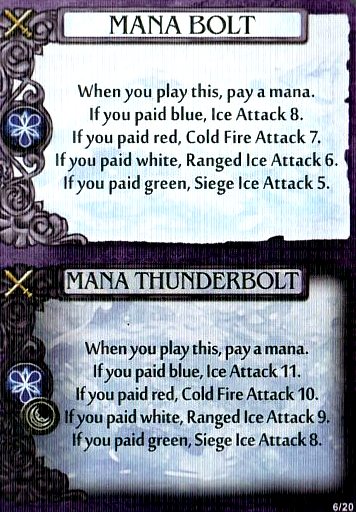 MANA BOLT
When you play this, pay a mana.
If you paid blue, Ice Attack 8.
If you paid red, Cold Fire Attack 7.
If you paid white, Ranged Ice Attack 6.
If you paid green, Siege Ice Attack 5.
MANA THUNDERBOLT
When you play this, pay a mana.
If you paid blue, Ice Attack 11.
If you paid red, Cold Fire Attack 10.
If you paid white, Ranged Ice Attack 9.
If you paid green, Siege Ice Attack 8.
6/20